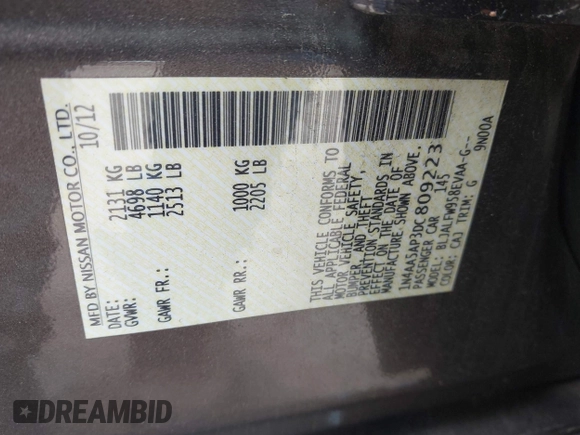 MFD BY NISSAN MOTOR CO., LTD.
DATE: 10/12
GVWR: 2131 KG
4698 LB
GAWR FR.: 1140 KG
2513 LB
GAWR RR.: 1000 KG
2205 LB
THIS VEHICLE CONFORMS TO
ALL APPLICABLE FEDERAL
MOTOR VEHICLE SAFETY,
BUMPER, AND THEFT
PREVENTION STANDARDS IN
EFFECT ON THE DATE OF
MANUFACTURE SHOWN ABOVE.
1N4AA5AP3DC809223
PASSENGER CAR 145
MODEL: BLJALFW958EVAA-G--
COLOR: CAJ TRIM: G 9N00A
DREAMBID